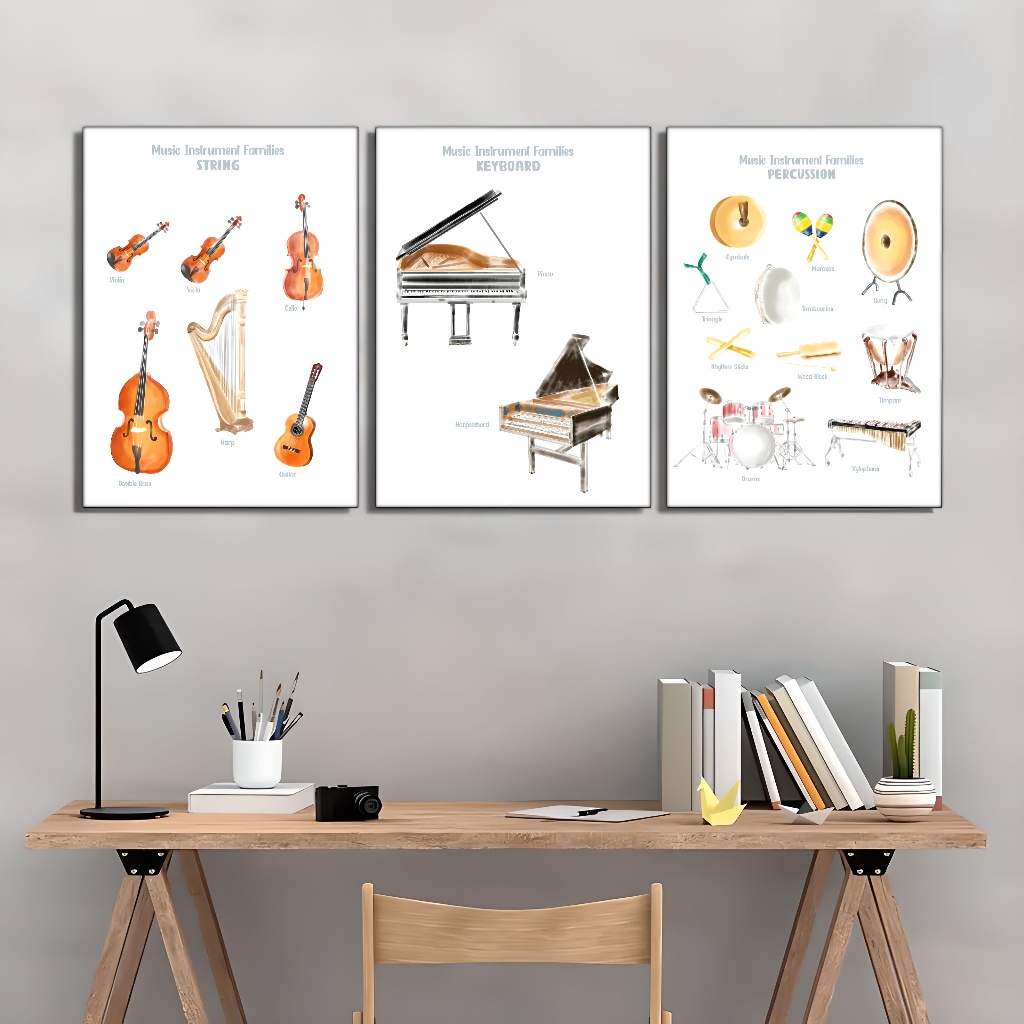 Music Instrument Families
STRING
Violin
Viola
Cello
Harp
Double Bass
Guitar
Music Instrument Families
KEYBOARD
Piano
Harpsichord
Music Instrument Families
PERCUSSION
Cymbals
Maracas
Gong
Triangle
Tambourine
Rhythm Sticks
Wood Block
Timpani
Drums
Xylophone